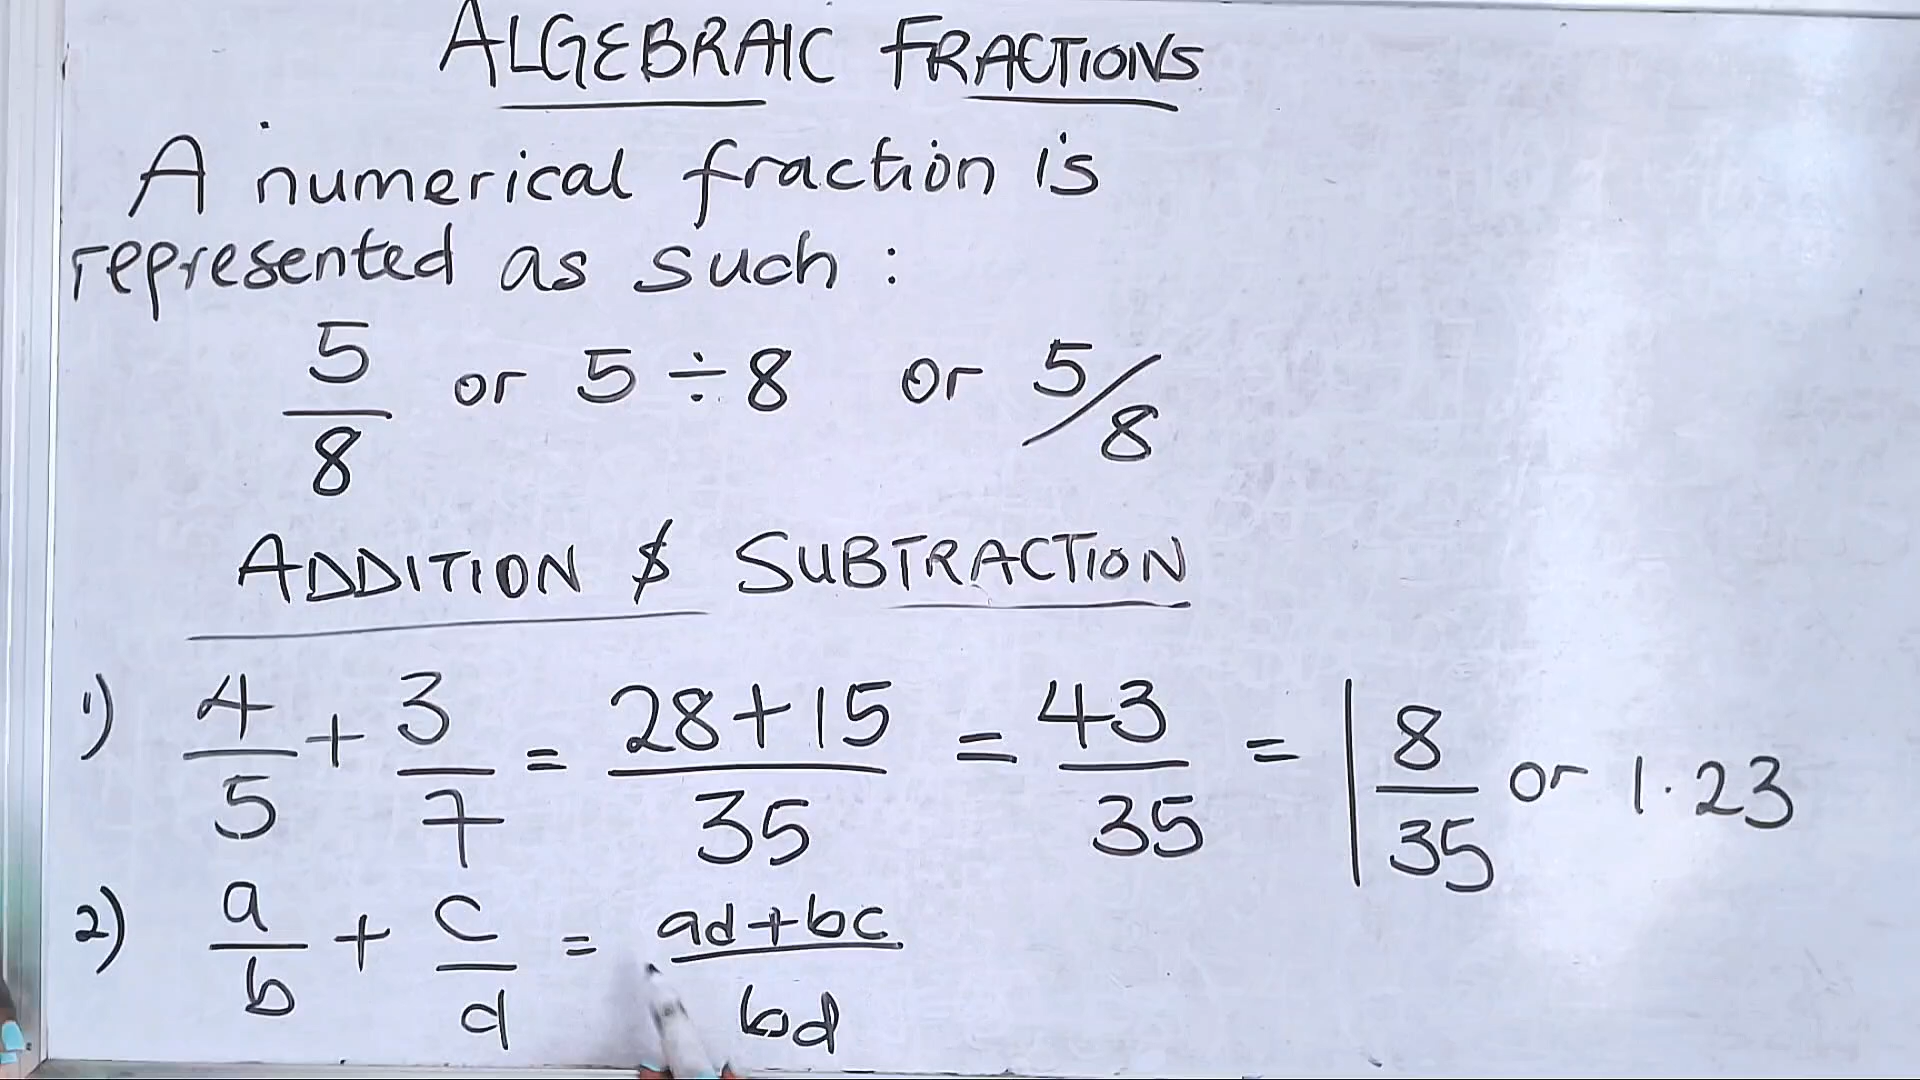 ALGEBRAIC FRACTIONS
A numerical fraction is
represented as such :
5/8 or 5 ÷ 8 or 5/8
ADDITION & SUBTRACTION
1) 4/5 + 3/7 = 28+15/35 = 43/35 = 1 8/35 or 1.23
2) a/b + c/d = ad+bc/bd